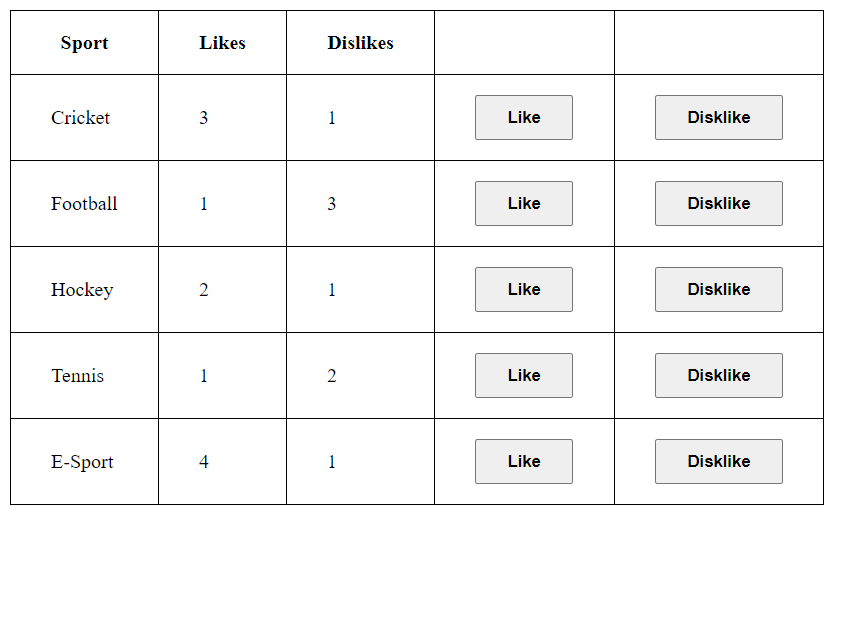 Sport Likes Dislikes
Cricket 3 1 Like Disklike
Football 1 3 Like Disklike
Hockey 2 1 Like Disklike
Tennis 1 2 Like Disklike
E-Sport 4 1 Like Disklike